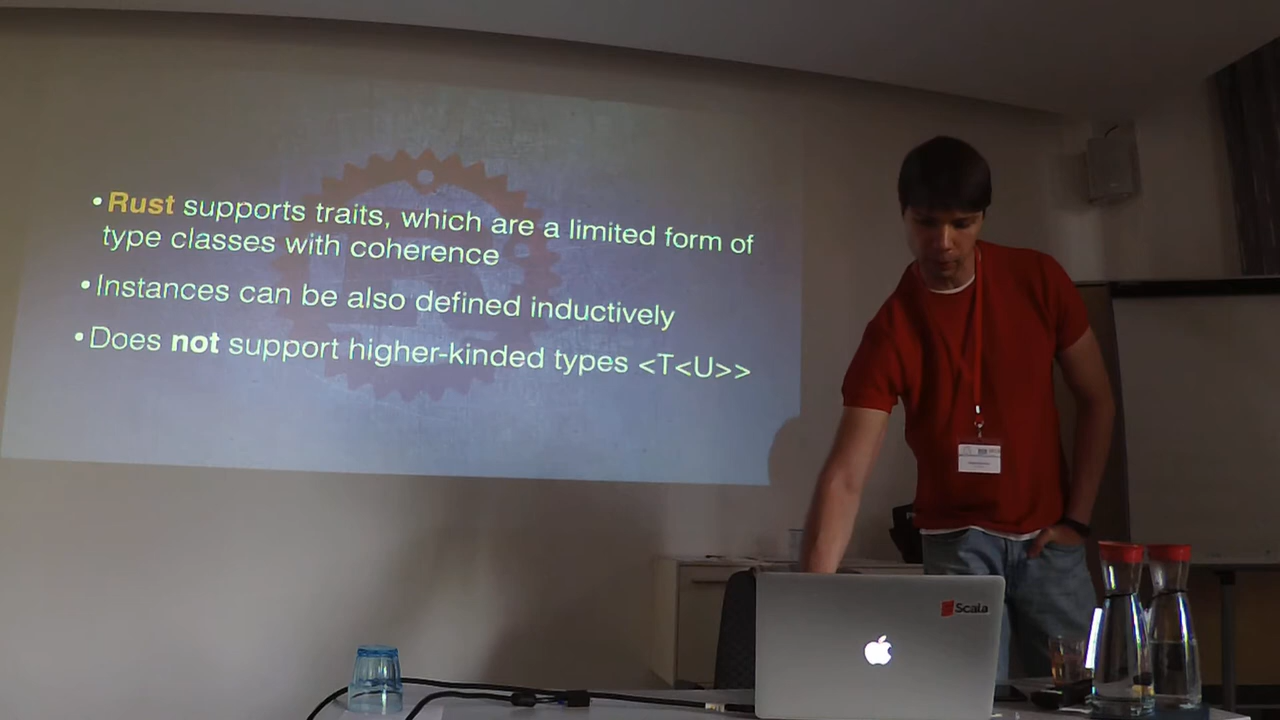 •Rust supports traits, which are a limited form of
type classes with coherence
•Instances can be also defined inductively
•Does not support higher-kinded types <T<U>>
Scala